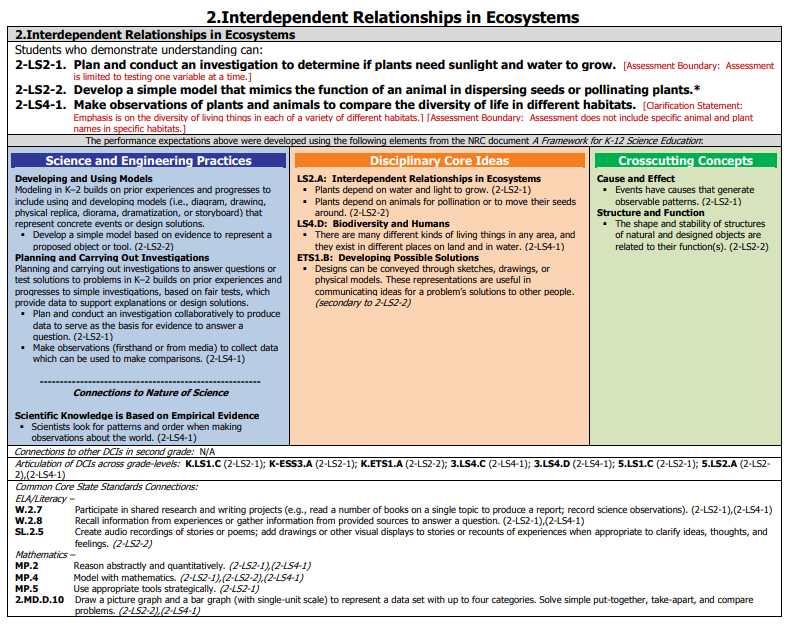 2.Interdependent Relationships in Ecosystems
2.Interdependent Relationships in Ecosystems
Students who demonstrate understanding can:
2-LS2-1. Plan and conduct an investigation to determine if plants need sunlight and water to grow. [Assessment Boundary: Assessment
is limited to testing one variable at a time.]
2-LS2-2. Develop a simple model that mimics the function of an animal in dispersing seeds or pollinating plants.*
2-LS4-1. Make observations of plants and animals to compare the diversity of life in different habitats. [Clarification Statement:
Emphasis is on the diversity of living things in each of a variety of different habitats.] [Assessment Boundary: Assessment does not include specific animal and plant
names in specific habitats.]
The performance expectations above were developed using the following elements from the NRC document A Framework for K-12 Science Education:
Science and Engineering Practices
Developing and Using Models
Modeling in K–2 builds on prior experiences and progresses to
include using and developing models (i.e., diagram, drawing,
physical replica, diorama, dramatization, or storyboard) that
represent concrete events or design solutions.
▪ Develop a simple model based on evidence to represent a
proposed object or tool. (2-LS2-2)
Planning and Carrying Out Investigations
Planning and carrying out investigations to answer questions or
test solutions to problems in K–2 builds on prior experiences and
progresses to simple investigations, based on fair tests, which
provide data to support explanations or design solutions.
▪ Plan and conduct an investigation collaboratively to produce
data to serve as the basis for evidence to answer a
question. (2-LS2-1)
▪ Make observations (firsthand or from media) to collect data
which can be used to make comparisons. (2-LS4-1)
-------------------------------------------------------
Connections to Nature of Science
Scientific Knowledge is Based on Empirical Evidence
▪ Scientists look for patterns and order when making
observations about the world. (2-LS4-1)
Disciplinary Core Ideas
LS2.A: Interdependent Relationships in Ecosystems
▪ Plants depend on water and light to grow. (2-LS2-1)
▪ Plants depend on animals for pollination or to move their seeds
around. (2-LS2-2)
LS4.D: Biodiversity and Humans
▪ There are many different kinds of living things in any area, and
they exist in different places on land and in water. (2-LS4-1)
ETS1.B: Developing Possible Solutions
▪ Designs can be conveyed through sketches, drawings, or
physical models. These representations are useful in
communicating ideas for a problem's solutions to other people.
(secondary to 2-LS2-2)
Crosscutting Concepts
Cause and Effect
▪ Events have causes that generate
observable patterns. (2-LS2-1)
Structure and Function
▪ The shape and stability of structures
of natural and designed objects are
related to their function(s). (2-LS2-2)
Connections to other DCIs in second grade: N/A
Articulation of DCIs across grade-levels: K.LS1.C (2-LS2-1); K-ESS3.A (2-LS2-1); K.ETS1.A (2-LS2-2); 3.LS4.C (2-LS4-1); 3.LS4.D (2-LS4-1); 5.LS1.C (2-LS2-1); 5.LS2.A (2-LS2-
2),(2-LS4-1)
Common Core State Standards Connections:
ELA/Literacy –
W.2.7 Participate in shared research and writing projects (e.g., read a number of books on a single topic to produce a report; record science observations). (2-LS2-1),(2-LS4-1)
W.2.8 Recall information from experiences or gather information from provided sources to answer a question. (2-LS2-1),(2-LS4-1)
SL.2.5 Create audio recordings of stories or poems; add drawings or other visual displays to stories or recounts of experiences when appropriate to clarify ideas, thoughts, and
feelings. (2-LS2-2)
Mathematics –
MP.2 Reason abstractly and quantitatively. (2-LS2-1),(2-LS4-1)
MP.4 Model with mathematics. (2-LS2-1),(2-LS2-2),(2-LS4-1)
MP.5 Use appropriate tools strategically. (2-LS2-1)
2.MD.D.10 Draw a picture graph and a bar graph (with single-unit scale) to represent a data set with up to four categories. Solve simple put-together, take-apart, and compare
problems. (2-LS2-2),(2-LS4-1)